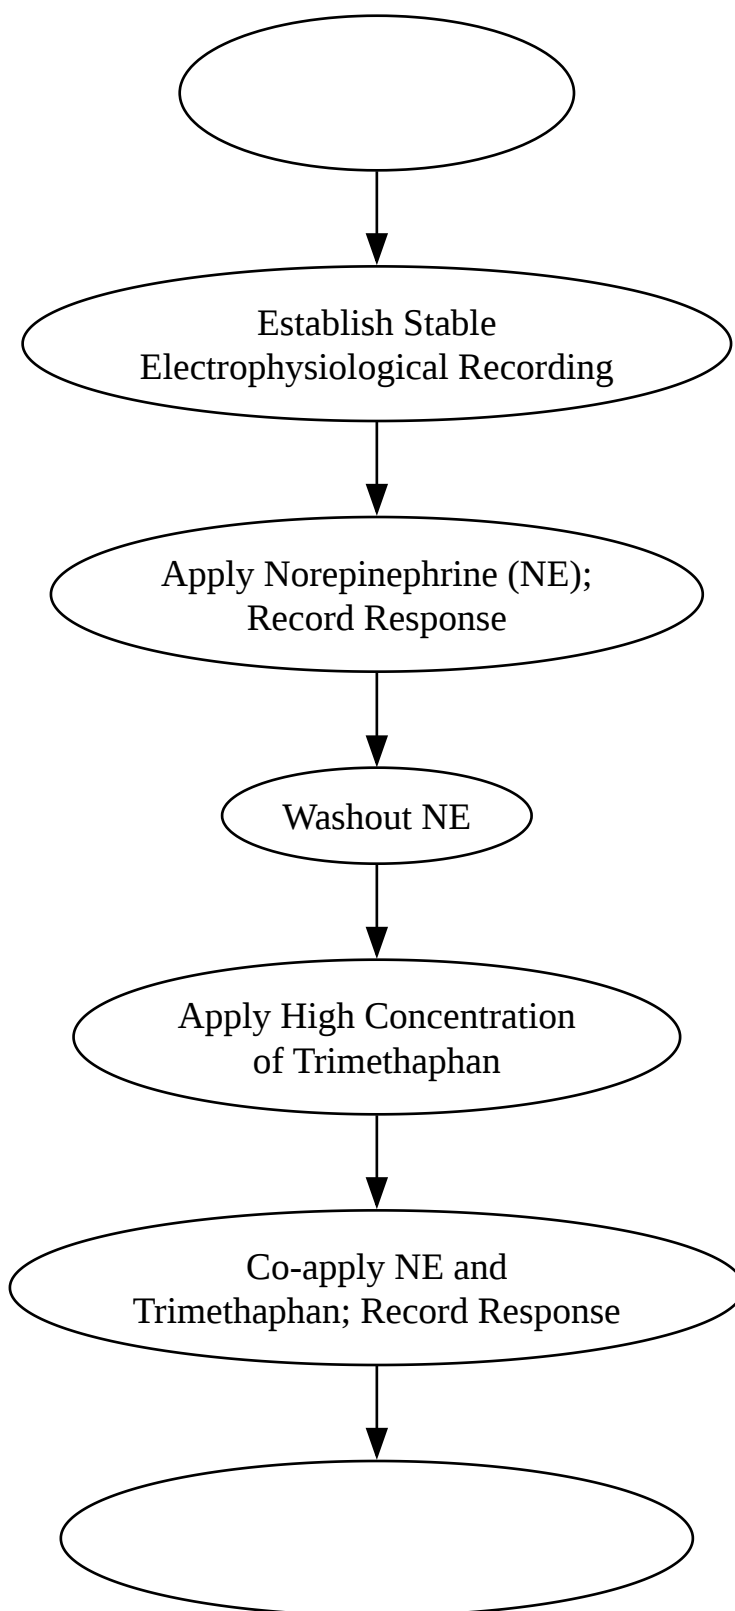 Establish Stable
Electrophysiological Recording
Apply Norepinephrine (NE);
Record Response
Washout NE
Apply High Concentration
of Trimethaphan
Co-apply NE and
Trimethaphan; Record Response